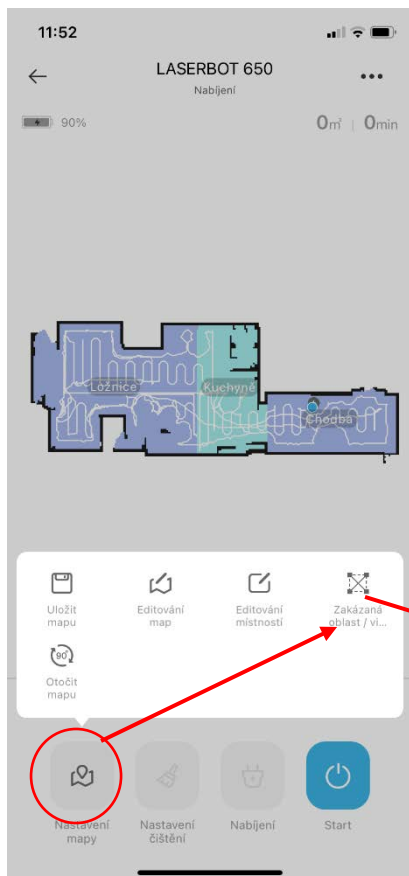 11:52
LASERBOT 650
Nabíjení
90%
0㎡ | 0min
Ložnice
Kuchyně
Chodba
Uložit
mapu
Editování
map
Editování
místností
Zakázaná
oblast / vi...
90°
Otočit
mapu
Nastavení
mapy
Nastavení
čištění
Nabíjení
Start